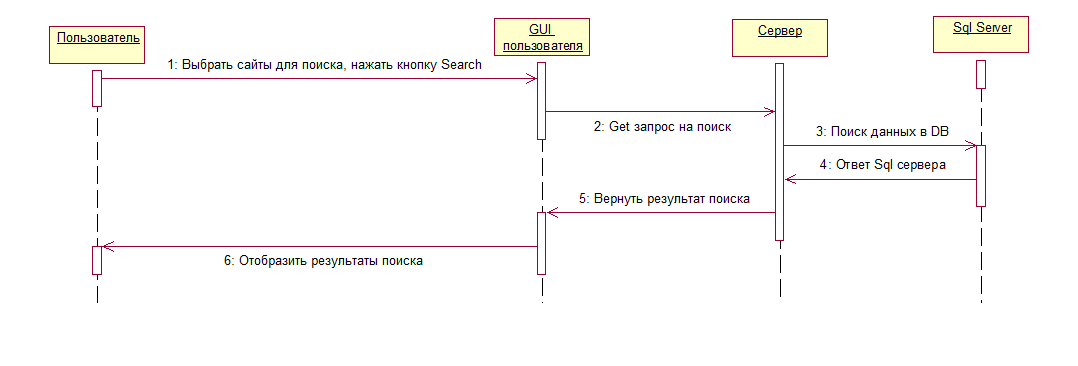 Пользователь
GUI
пользователя
Сервер
Sql Server
1: Выбрать сайты для поиска, нажать кнопку Search
2: Get запрос на поиск
3: Поиск данных в DB
4: Ответ Sql сервера
5: Вернуть результат поиска
6: Отобразить результаты поиска